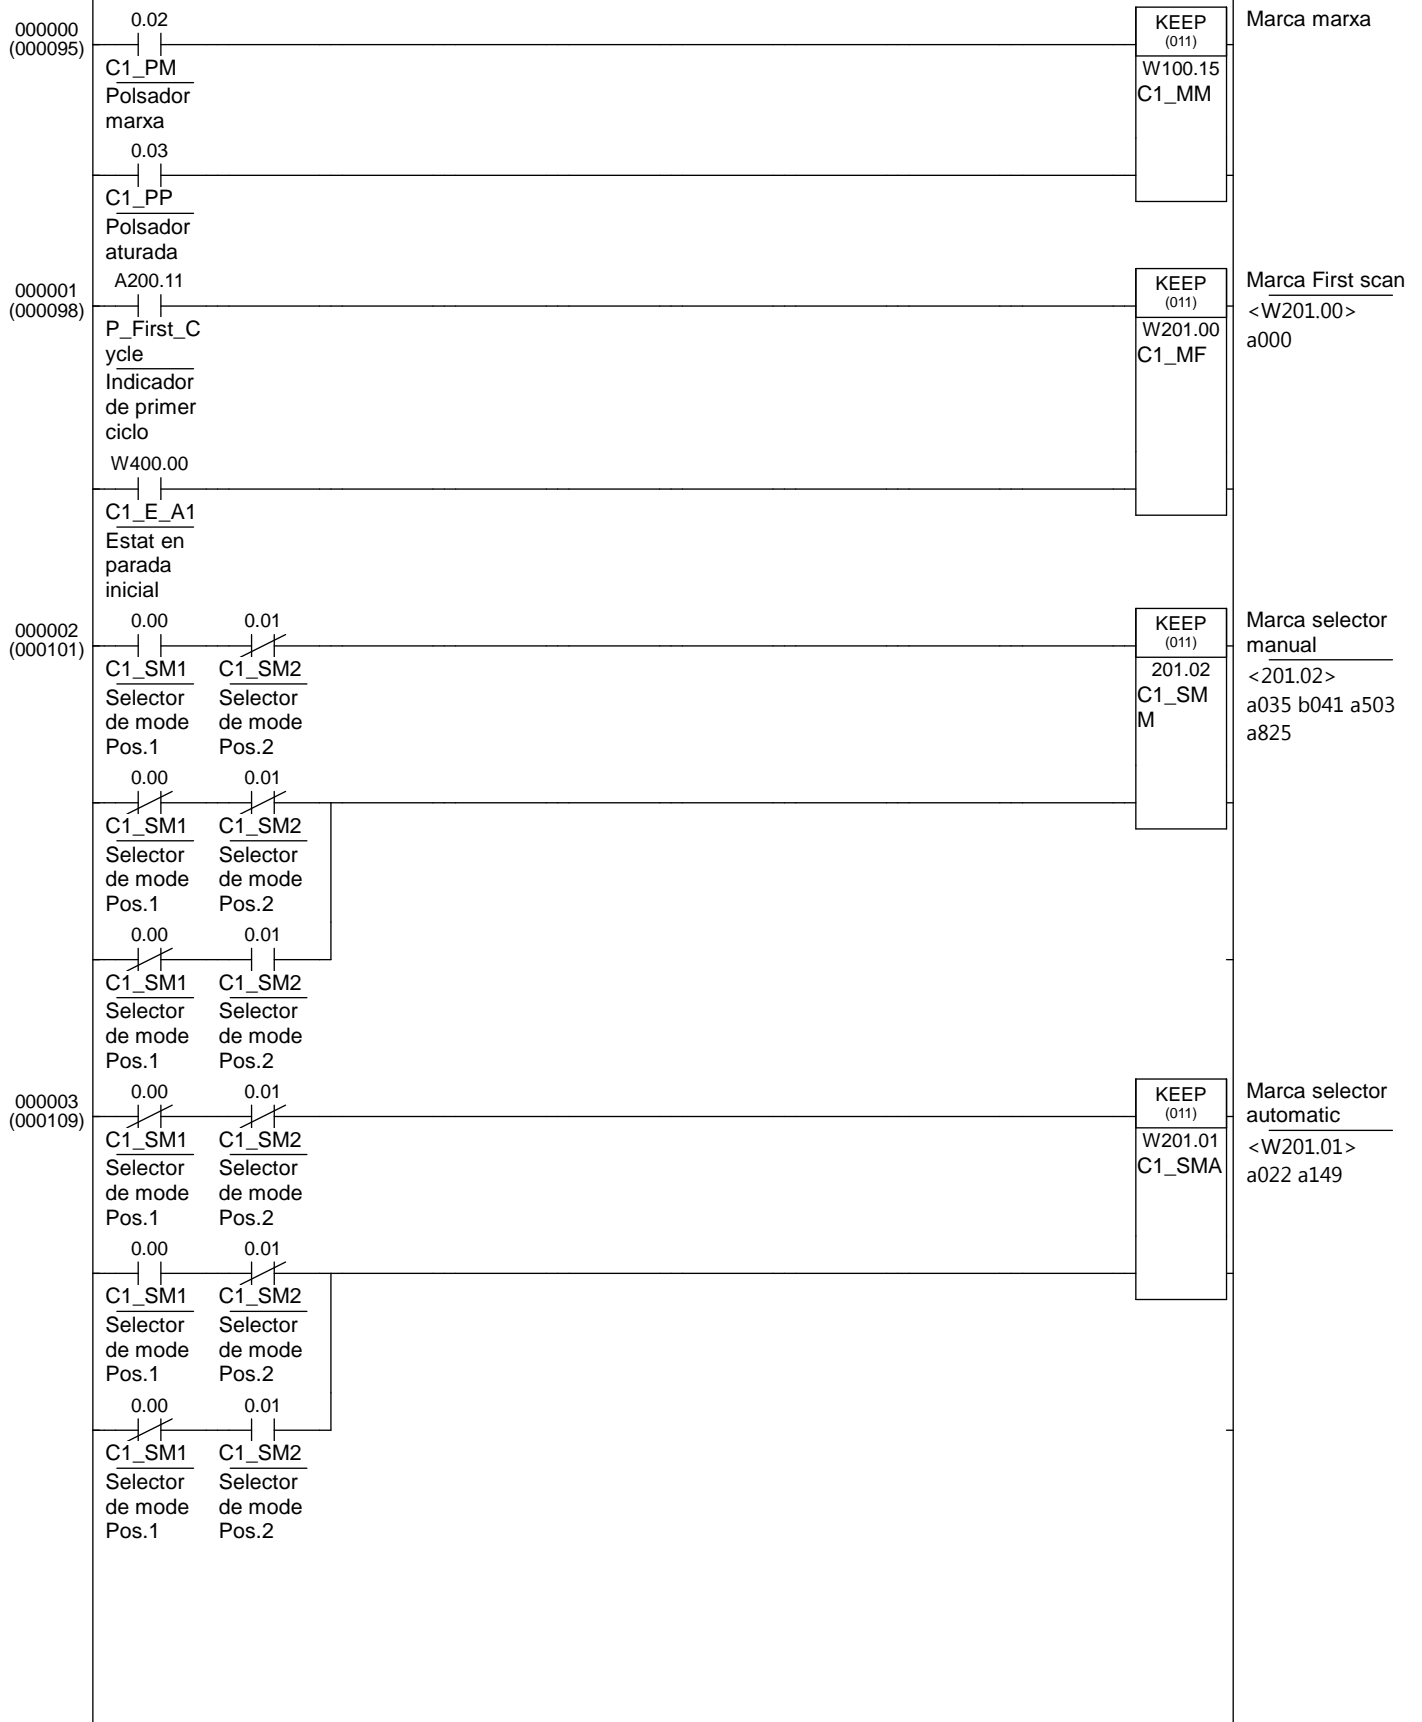 000000
(000095)
0.02
C1_PM
Polsador
marxa
KEEP
(011)
W100.15
C1_MM
Marca marxa
0.03
C1_PP
Polsador
aturada
000001
(000098)
A200.11
P_First_C
ycle
Indicador
de primer
ciclo
KEEP
(011)
W201.00
C1_MF
Marca First scan
<W201.00>
a000
W400.00
C1_E_A1
Estat en
parada
inicial
000002
(000101)
0.00 0.01
C1_SM1 C1_SM2
Selector Selector
de mode de mode
Pos.1 Pos.2
KEEP
(011)
201.02
C1_SM
M
Marca selector
manual
<201.02>
a035 b041 a503
a825
0.00 0.01
C1_SM1 C1_SM2
Selector Selector
de mode de mode
Pos.1 Pos.2
0.00 0.01
C1_SM1 C1_SM2
Selector Selector
de mode de mode
Pos.1 Pos.2
000003
(000109)
0.00 0.01
C1_SM1 C1_SM2
Selector Selector
de mode de mode
Pos.1 Pos.2
KEEP
(011)
W201.01
C1_SMA
Marca selector
automatic
<W201.01>
a022 a149
0.00 0.01
C1_SM1 C1_SM2
Selector Selector
de mode de mode
Pos.1 Pos.2
0.00 0.01
C1_SM1 C1_SM2
Selector Selector
de mode de mode
Pos.1 Pos.2